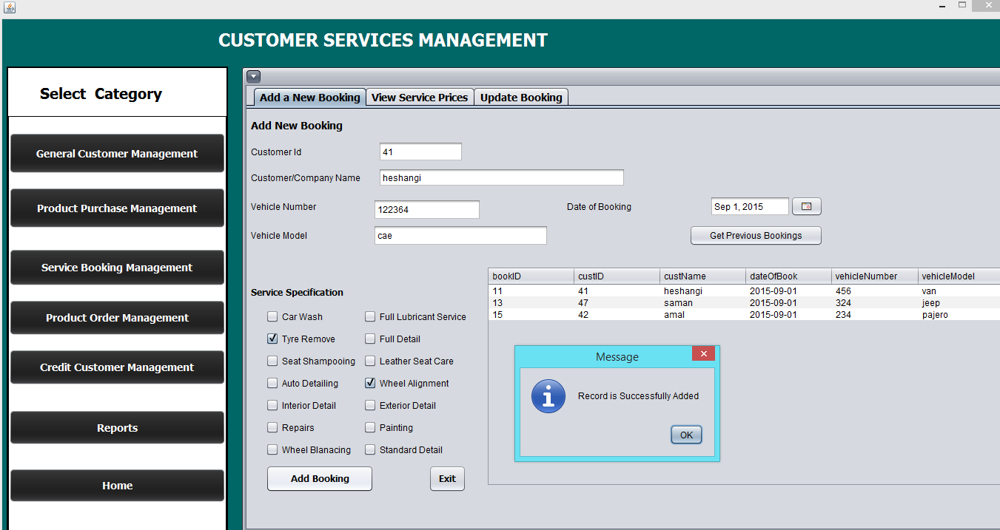 CUSTOMER SERVICES MANAGEMENT
Select Category
General Customer Management
Product Purchase Management
Service Booking Management
Product Order Management
Credit Customer Management
Reports
Home
Add a New Booking View Service Prices Update Booking
Add New Booking
Customer Id 41
Customer/Company Name heshangi
Vehicle Number 122364 Date of Booking Sep 1, 2015
Vehicle Model cae Get Previous Bookings
bookID custID custName dateOfBook vehicleNumber vehicleModel
11 41 heshangi 2015-09-01 456 van
13 47 saman 2015-09-01 324 jeep
15 42 amal 2015-09-01 234 pajero
Service Specification
Car Wash Full Lubricant Service
Tyre Remove Full Detail
Seat Shampooing Leather Seat Care
Auto Detailing Wheel Alignment
Interior Detail Exterior Detail
Repairs Painting
Wheel Blanacing Standard Detail
Add Booking Exit
Message
Record is Successfully Added
OK